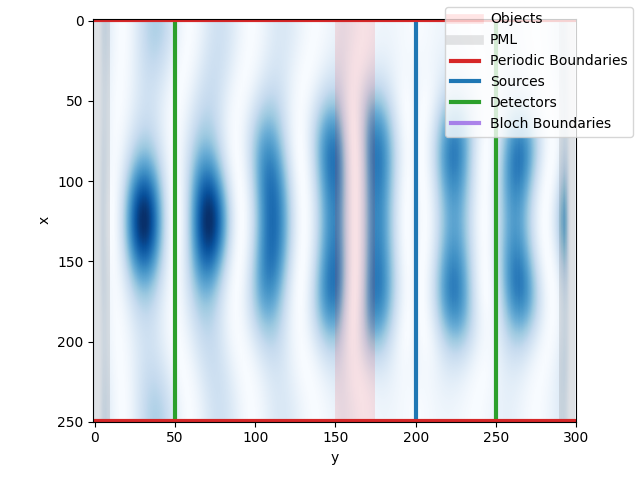 Objects
PML
Periodic Boundaries
Sources
Detectors
Bloch Boundaries
0
50
100
150
200
250
x
0 50 100 150 200 250 300
y